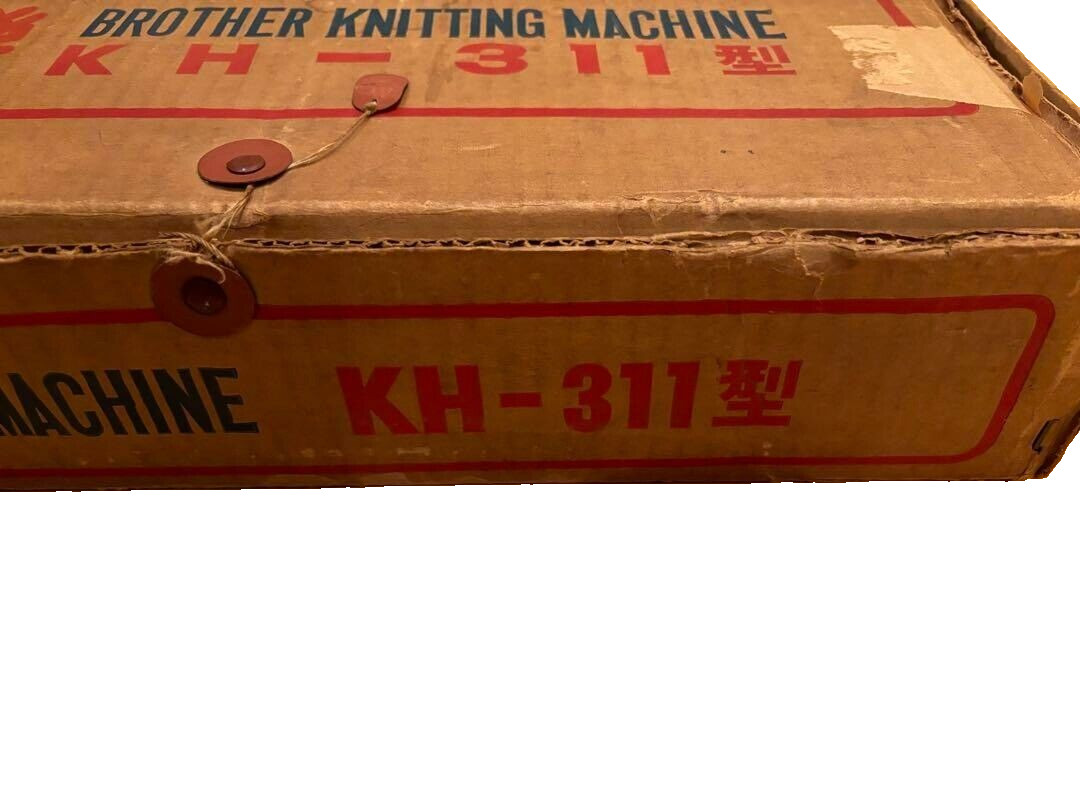 BROTHER KNITTING MACHINE
KH-311型
MACHINE KH-311型